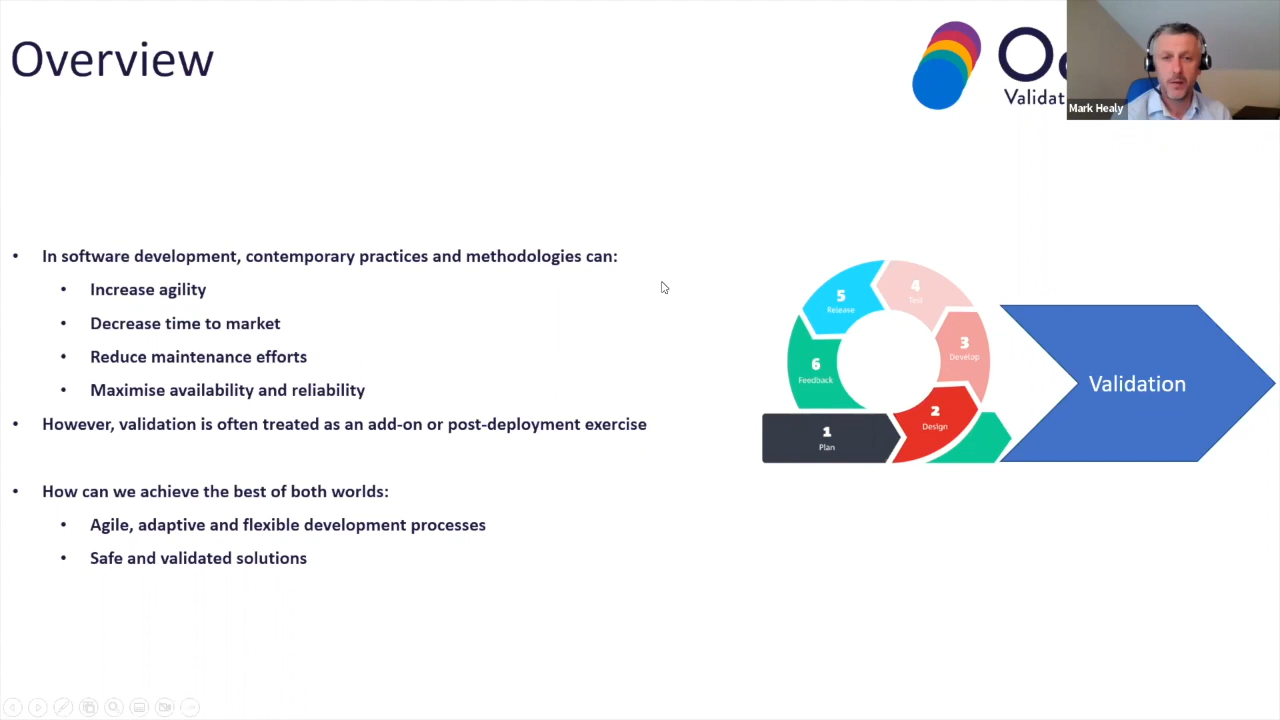 Overview
Validat
Mark Healy
• In software development, contemporary practices and methodologies can:
• Increase agility
• Decrease time to market
• Reduce maintenance efforts
• Maximise availability and reliability
• However, validation is often treated as an add-on or post-deployment exercise
• How can we achieve the best of both worlds:
• Agile, adaptive and flexible development processes
• Safe and validated solutions
4
Test
5
Release
3
Develop
6
Feedback
2
Design
1
Plan
Validation